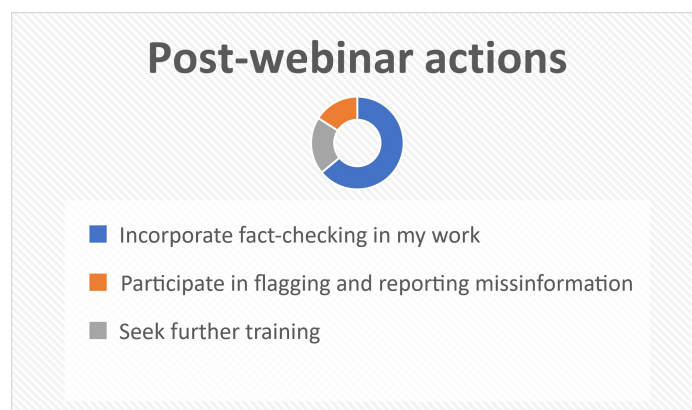 Post-webinar actions
Incorporate fact-checking in my work
Participate in flagging and reporting missinformation
Seek further training